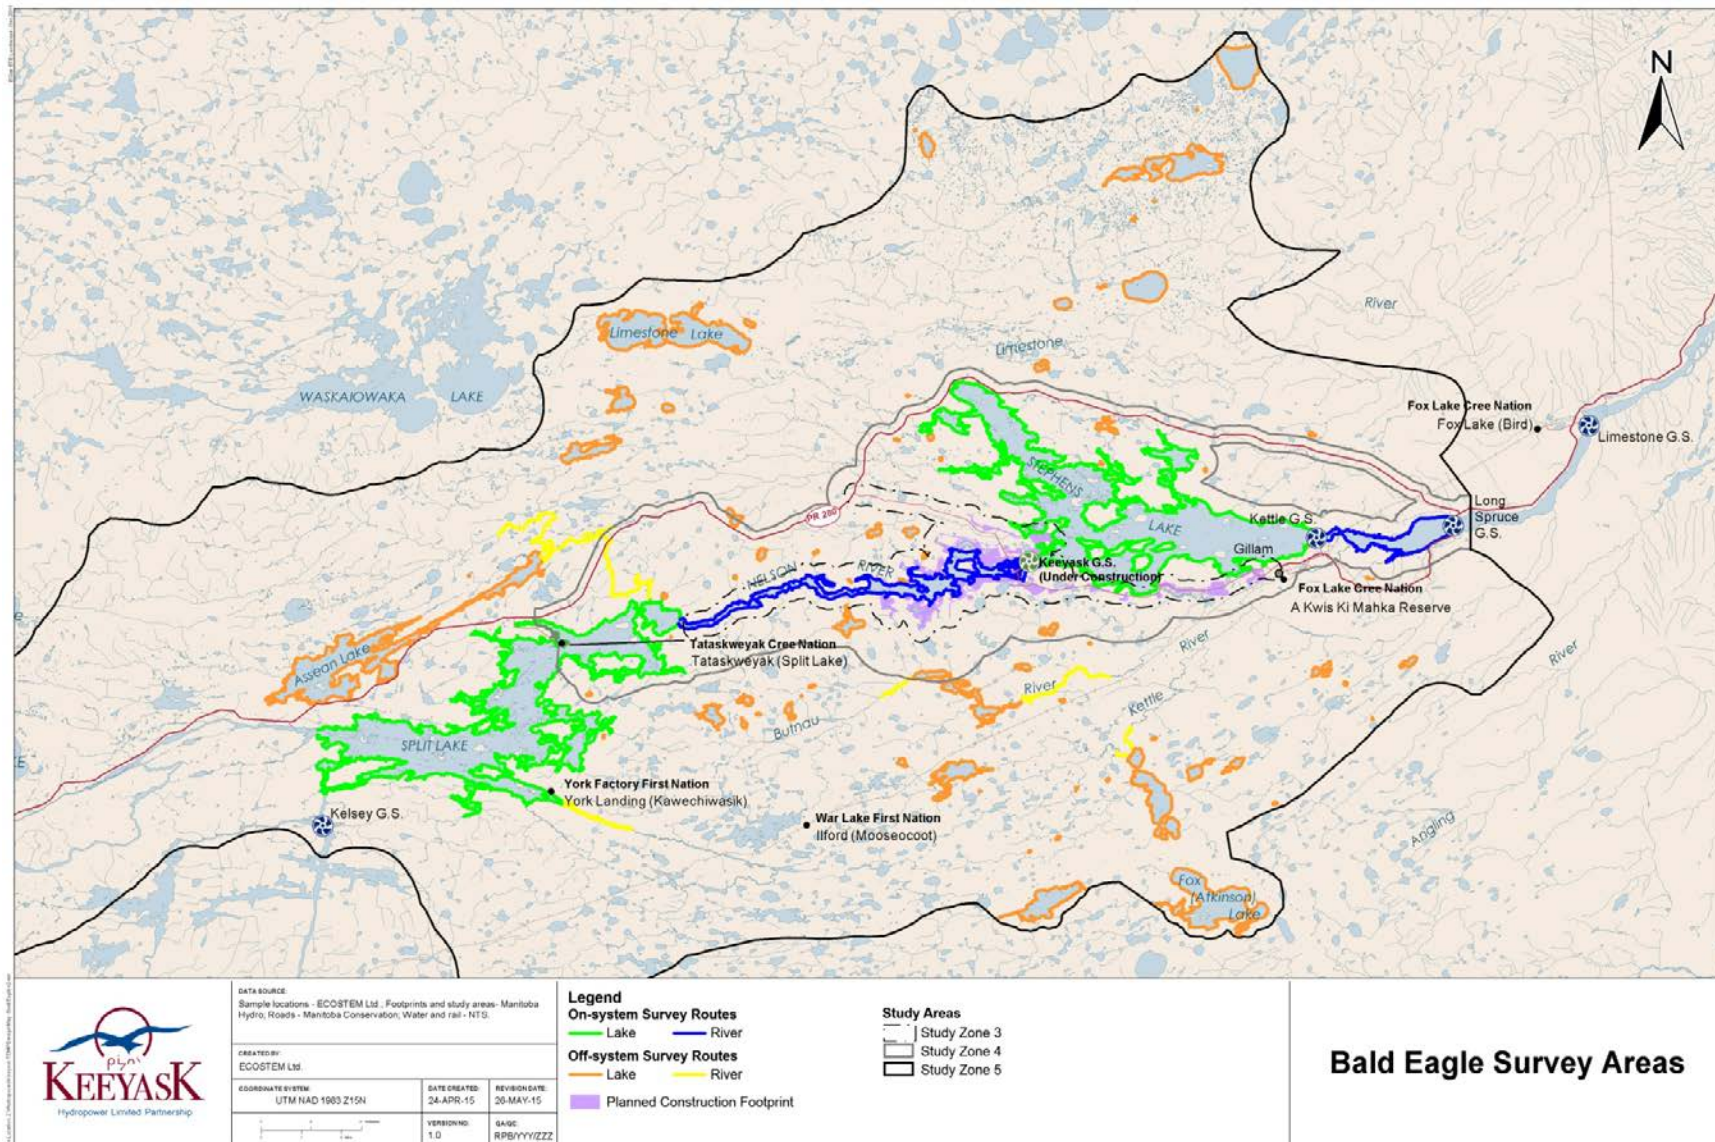 N
River
Limestone
Limestone Lake
WASKAIOWAKA LAKE
Fox Lake Cree Nation
Fox Lake (Bird)
Limestone G.S.
STEPHENS
LAKE
Kettle G.S.
Long
Spruce
G.S.
PR 280
Gillam
NELSON RIVER
Keeyask G.S.
(Under Construction)
Fox Lake Cree Nation
A Kwis Ki Mahka Reserve
Assean Lake
Tataskweyak Cree Nation
Tataskweyak (Split Lake)
River
River
River
Kettle
Butnau
SPLIT LAKE
York Factory First Nation
York Landing (Kawechiwasik)
Kelsey G.S.
War Lake First Nation
Ilford (Mooseocoot)
Angling
Fox
(Atkinson)
Lake
KEEYASK
Hydropower Limited Partnership
DATA SOURCE:
Sample locations - ECOSTEM Ltd., Footprints and study areas- Manitoba
Hydro; Roads - Manitoba Conservation; Water and rail - NTS.
CREATED BY:
ECOSTEM Ltd.
COORDINATE SYSTEM:
UTM NAD 1983 Z15N
DATE CREATED:
24-APR-15
REVISION DATE:
26-MAY-15
VERSION NO:
1.0
QA/QC:
RPB/YYY/ZZZ
Legend
On-system Survey Routes
Lake River
Off-system Survey Routes
Lake River
Planned Construction Footprint
Study Areas
Study Zone 3
Study Zone 4
Study Zone 5
Bald Eagle Survey Areas